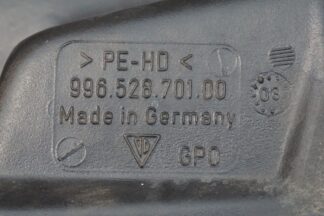 > PE-HD <
996.528.701.00
Made in Germany
GPO